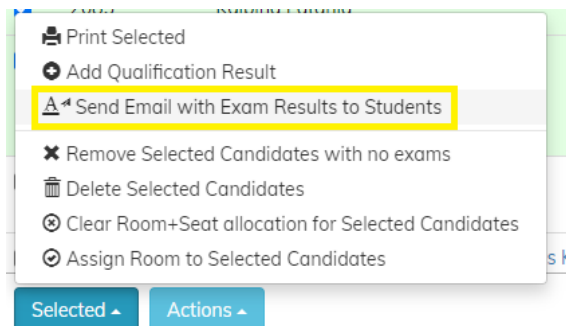 Print Selected
Add Qualification Result
A Send Email with Exam Results to Students
Remove Selected Candidates with no exams
Delete Selected Candidates
Clear Room+Seat allocation for Selected Candidates
Assign Room to Selected Candidates
Selected Actions